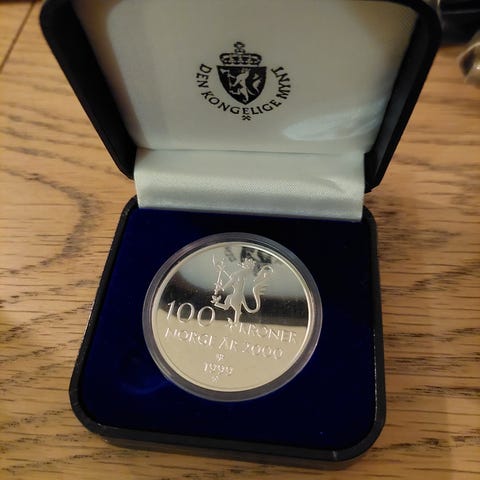 DEN KONGELIGE MYNT
100 KRONER
NORGE ÅR 2000
1999